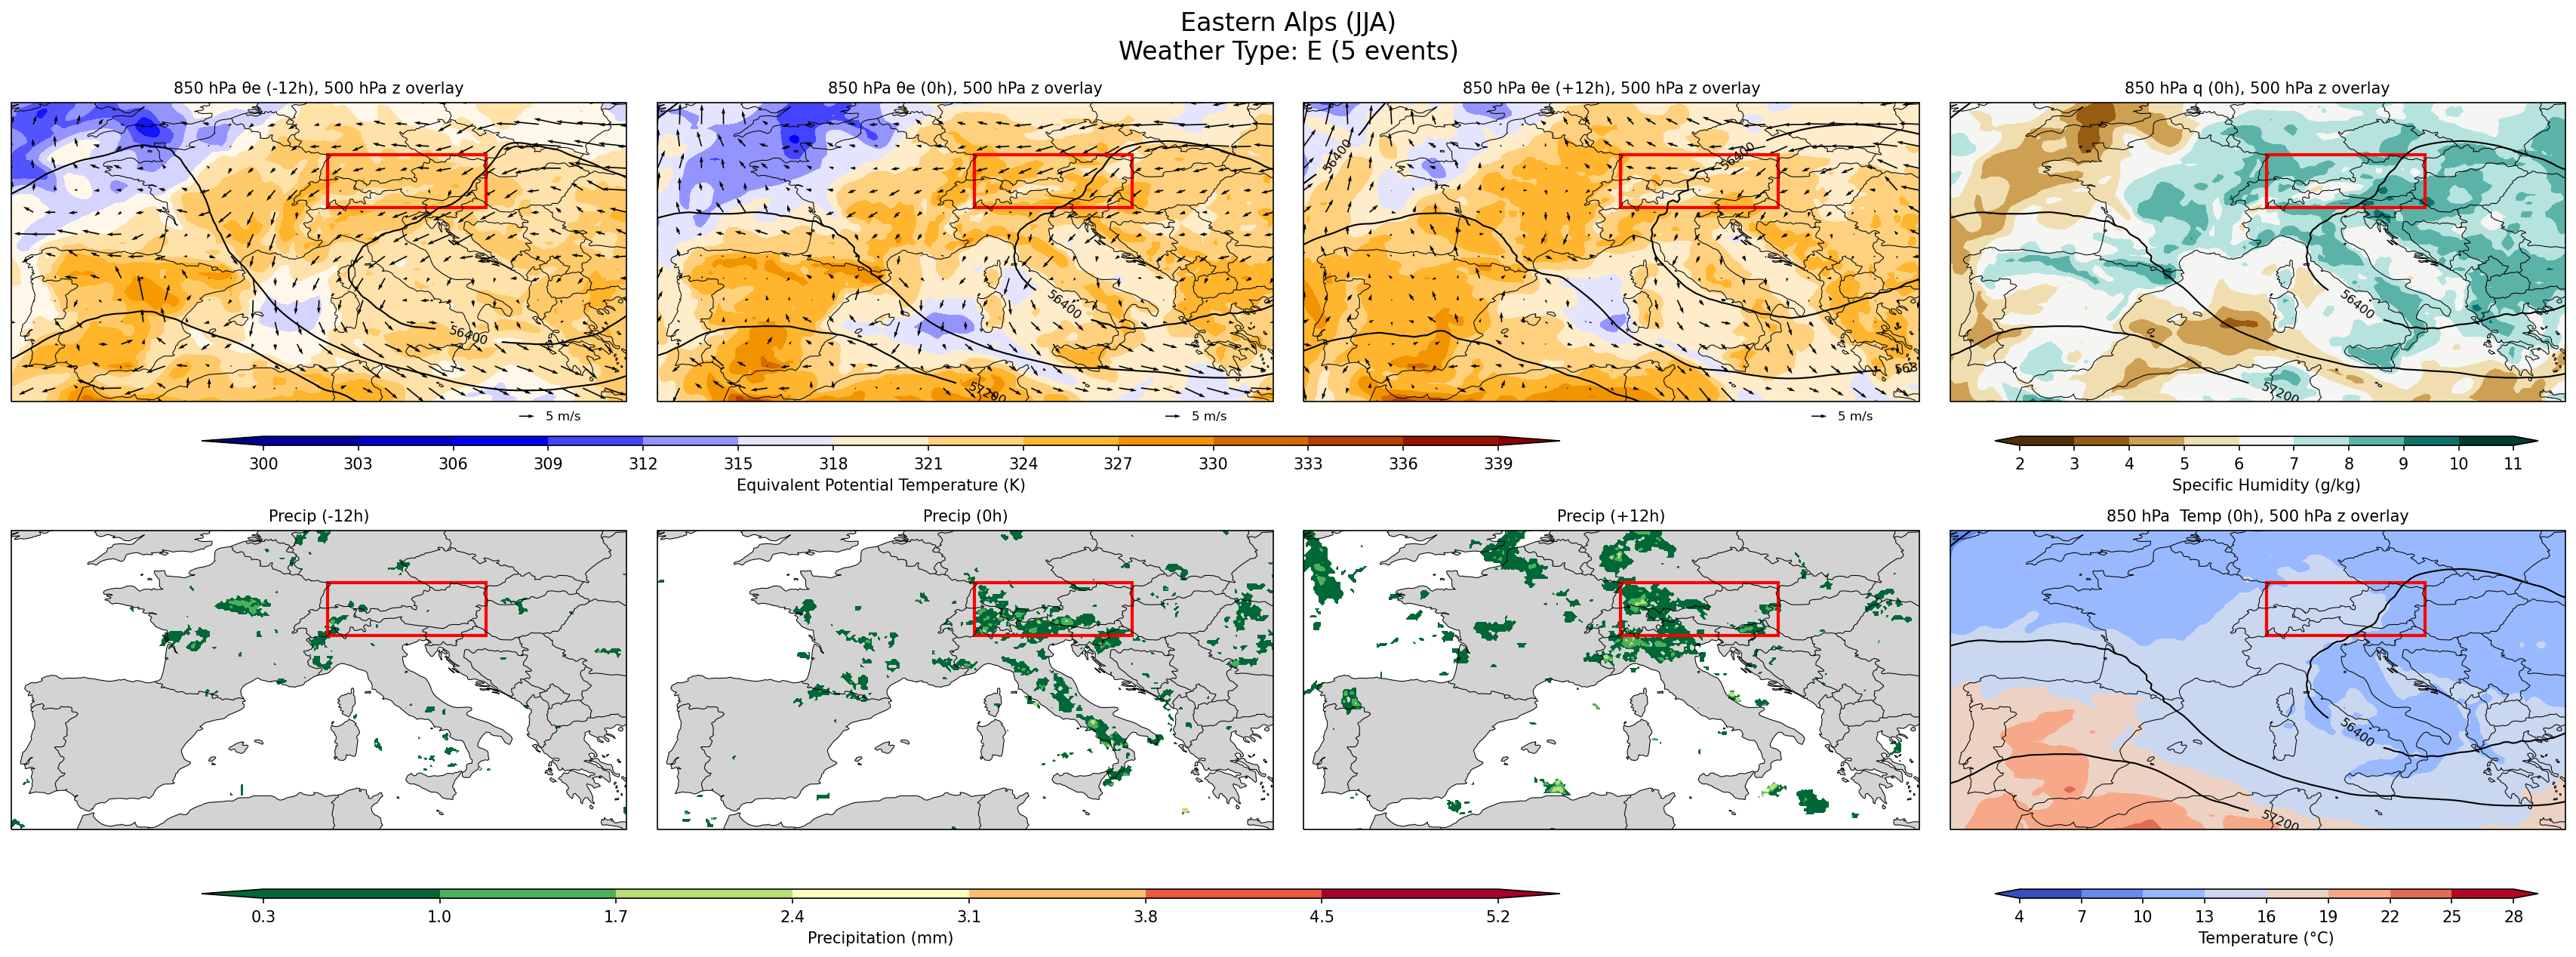 Eastern Alps (JJA)
Weather Type: E (5 events)
850 hPa θe (-12h), 500 hPa z overlay
850 hPa θe (0h), 500 hPa z overlay
850 hPa θe (+12h), 500 hPa z overlay
850 hPa q (0h), 500 hPa z overlay
56400
56400
57200
56400
56400
568
56400
57200
5 m/s
5 m/s
5 m/s
300 303 306 309 312 315 318 321 324 327 330 333 336 339
Equivalent Potential Temperature (K)
2 3 4 5 6 7 8 9 10 11
Specific Humidity (g/kg)
Precip (-12h)
Precip (0h)
Precip (+12h)
850 hPa  Temp (0h), 500 hPa z overlay
56400
57200
0.3 1.0 1.7 2.4 3.1 3.8 4.5 5.2
Precipitation (mm)
4 7 10 13 16 19 22 25 28
Temperature (°C)